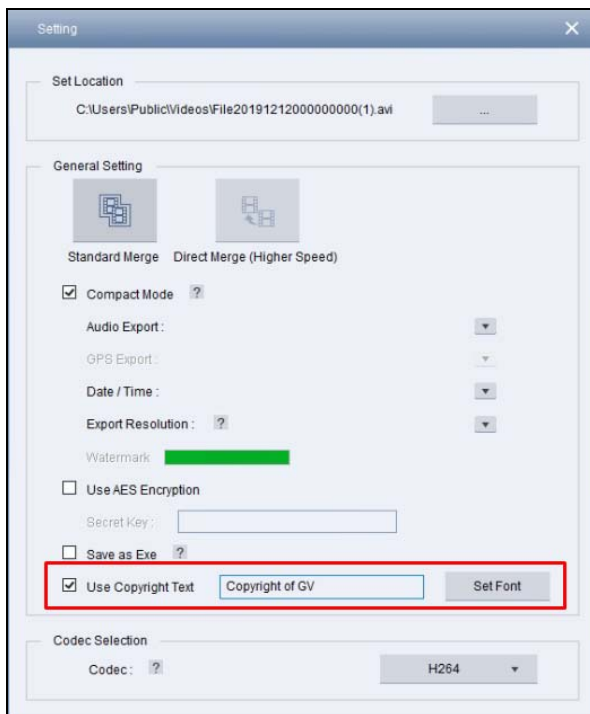 Setting
Set Location
C:\Users\Public\Videos\File20191212000000000(1).avi ...
General Setting
Standard Merge Direct Merge (Higher Speed)
Compact Mode ?
Audio Export :
GPS Export :
Date / Time :
Export Resolution : ?
Watermark
Use AES Encryption
Secret Key :
Save as Exe ?
Use Copyright Text Copyright of GV Set Font
Codec Selection
Codec : ? H264